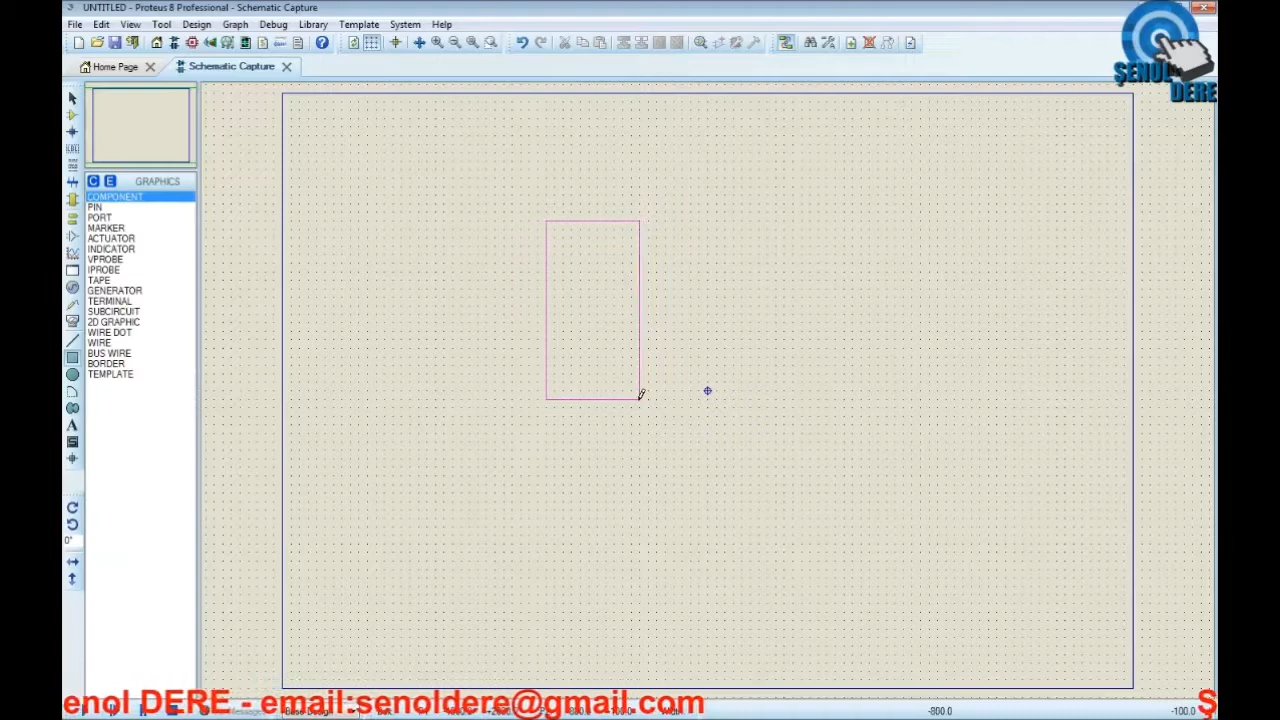 UNTITLED - Proteus 8 Professional - Schematic Capture
File Edit View Tool Design Graph Debug Library Template System Help
Home Page
Schematic Capture
ŞENOL
DERE
C E GRAPHICS
COMPONENT
PIN
PORT
MARKER
ACTUATOR
INDICATOR
VPROBE
IPROBE
TAPE
GENERATOR
TERMINAL
SUBCIRCUIT
2D GRAPHIC
WIRE DOT
WIRE
BUS WIRE
BORDER
TEMPLATE
0°
enol DERE - email:senoldere@gmail.com Ş
-800.0 -100.0